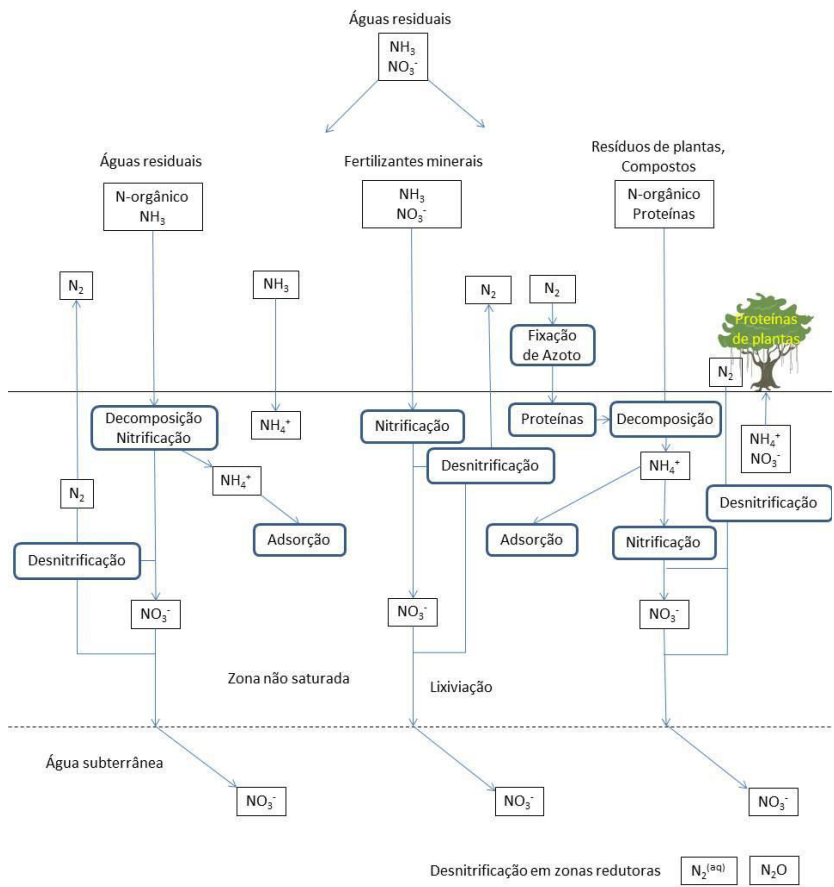 Águas residuais
NH₃
NO₃⁻
Águas residuais
N-orgânico
NH₃
Fertilizantes minerais
NH₃
NO₃⁻
Resíduos de plantas,
Compostos
N-orgânico
Proteínas
N₂
NH₃
N₂
N₂
Fixação
de Azoto
Proteínas
de plantas
N₂
Decomposição
Nitrificação
NH₄⁺
Nitrificação
Proteínas
Decomposição
NH₄⁺
NO₃⁻
N₂
NH₄⁺
Desnitrificação
NH₄⁺
Desnitrificação
Desnitrificação
Adsorção
Adsorção
Nitrificação
NO₃⁻
NO₃⁻
NO₃⁻
Zona não saturada
Lixiviação
Água subterrânea
NO₃⁻
NO₃⁻
NO₃⁻
Desnitrificação em zonas redutoras
N₂⁽ᵃq⁾
N₂O